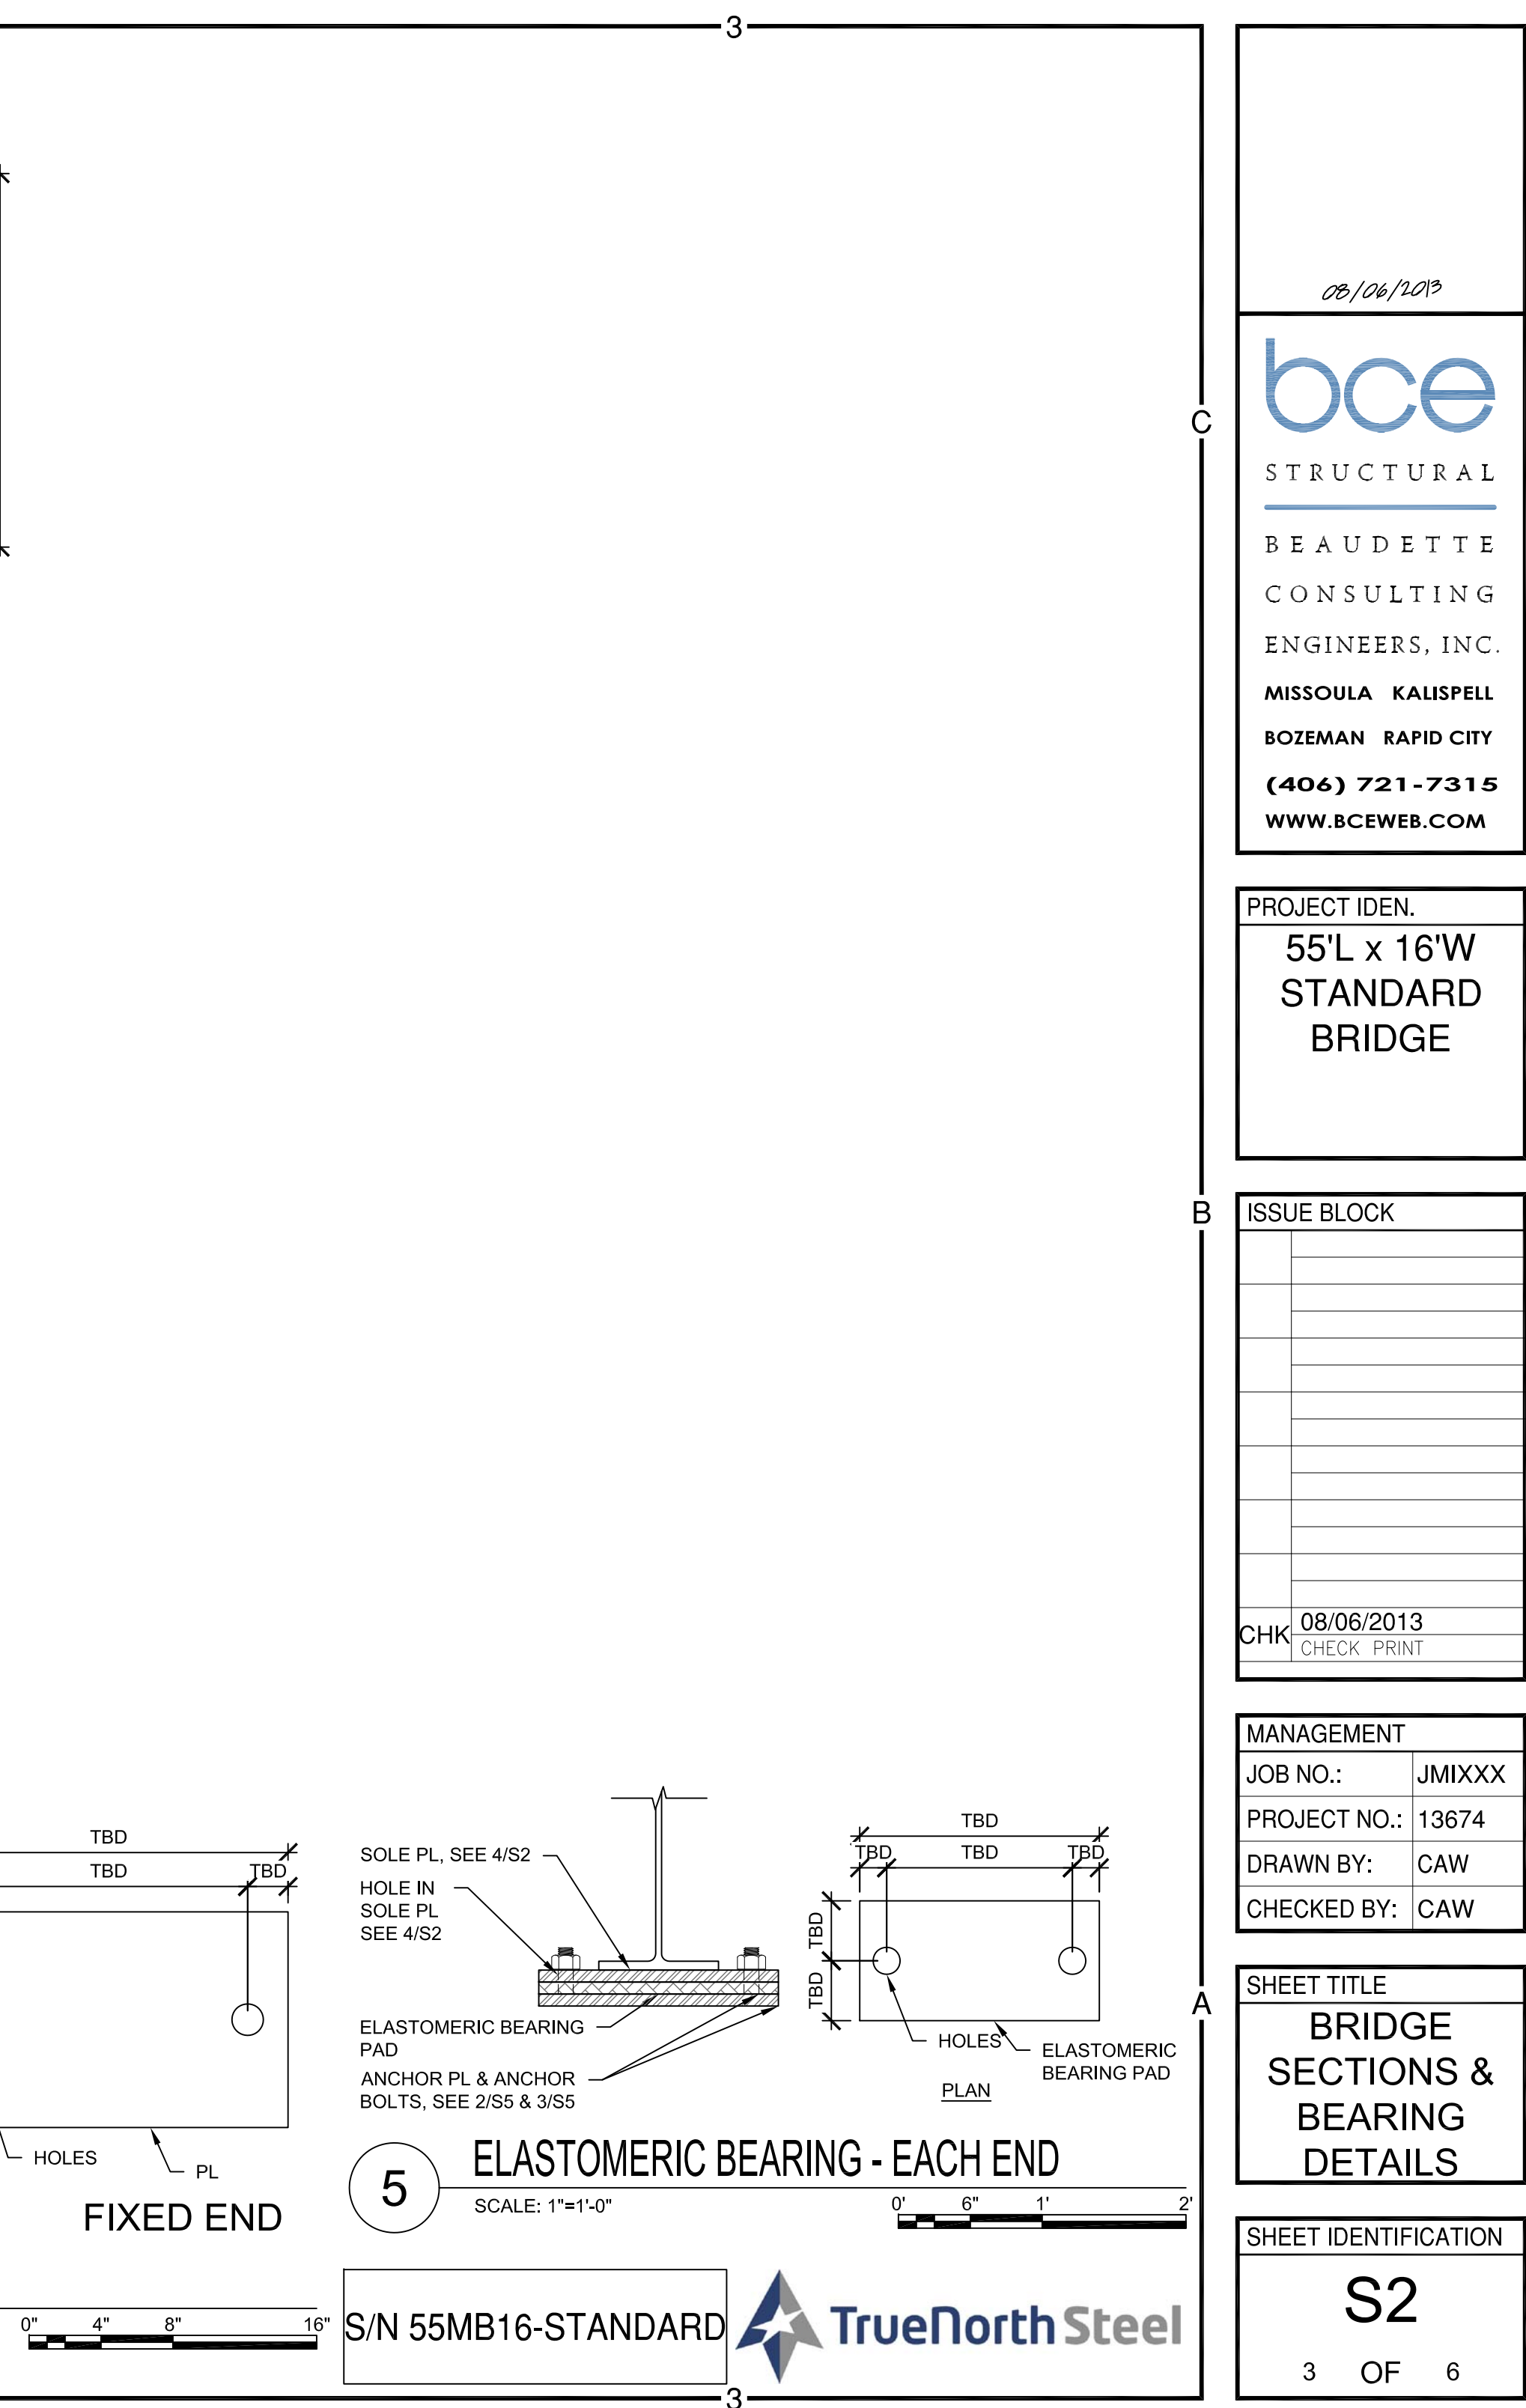 3
08/06/2013
bce
STRUCTURAL
BEAUDETTE
CONSULTING
ENGINEERS, INC.
MISSOULA KALISPELL
BOZEMAN RAPID CITY
(406) 721-7315
WWW.BCEWEB.COM
C
PROJECT IDEN.
55'L x 16'W
STANDARD
BRIDGE
B
ISSUE BLOCK
CHK
08/06/2013
CHECK PRINT
MANAGEMENT
JOB NO.: JMIXXX
PROJECT NO.: 13674
DRAWN BY: CAW
CHECKED BY: CAW
TBD
TBD TBD
HOLES
PL
FIXED END
0" 4" 8" 16"
SOLE PL, SEE 4/S2
HOLE IN
SOLE PL
SEE 4/S2
ELASTOMERIC BEARING
PAD
ANCHOR PL & ANCHOR
BOLTS, SEE 2/S5 & 3/S5
TBD
TBD TBD TBD
TBD
TBD
HOLES
ELASTOMERIC
BEARING PAD
PLAN
A
5
ELASTOMERIC BEARING - EACH END
SCALE: 1"=1'-0"
0' 6" 1' 2'
S/N 55MB16-STANDARD
TrueNorth Steel
SHEET TITLE
BRIDGE
SECTIONS &
BEARING
DETAILS
SHEET IDENTIFICATION
S2
3 OF 6
3